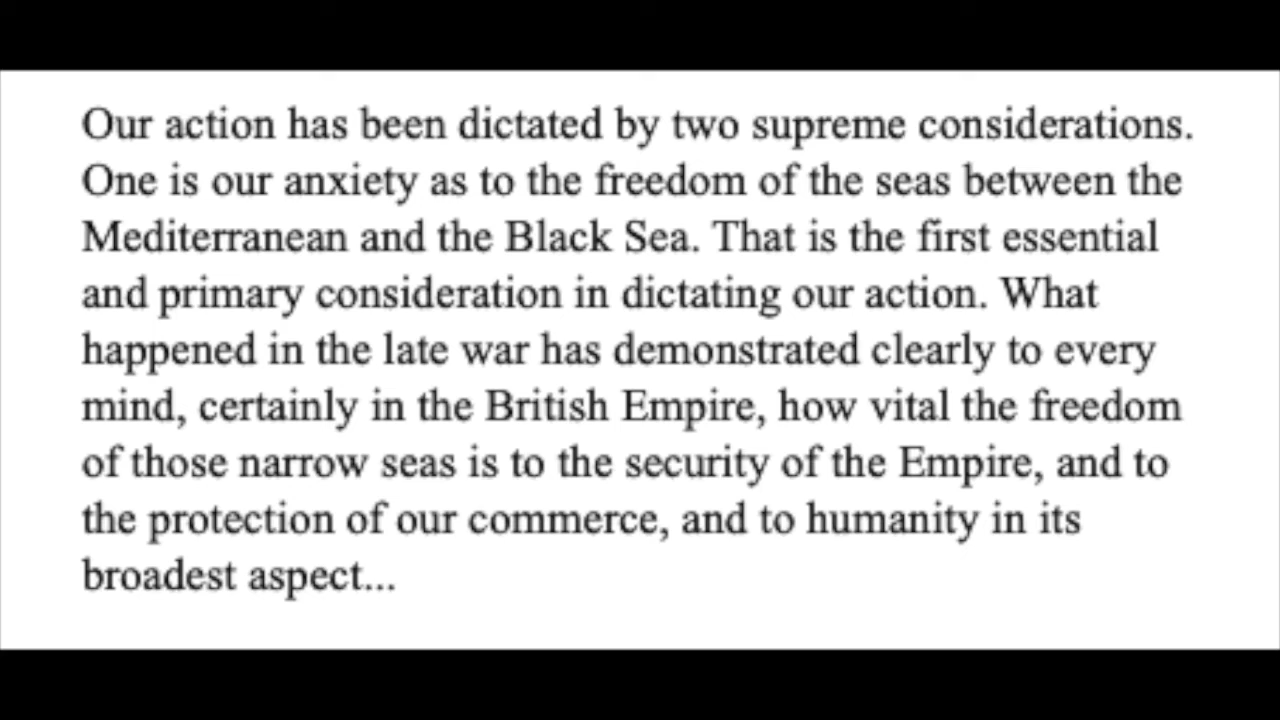 Our action has been dictated by two supreme considerations.
One is our anxiety as to the freedom of the seas between the
Mediterranean and the Black Sea. That is the first essential
and primary consideration in dictating our action. What
happened in the late war has demonstrated clearly to every
mind, certainly in the British Empire, how vital the freedom
of those narrow seas is to the security of the Empire, and to
the protection of our commerce, and to humanity in its
broadest aspect...